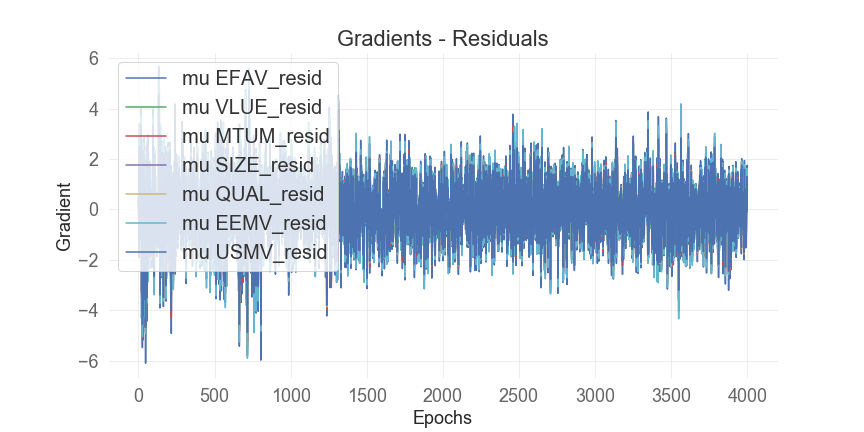 Gradients - Residuals
6
4
2
0
−2
−4
−6
Gradient
mu EFAV_resid
mu VLUE_resid
mu MTUM_resid
mu SIZE_resid
mu QUAL_resid
mu EEMV_resid
mu USMV_resid
0 500 1000 1500 2000 2500 3000 3500 4000
Epochs